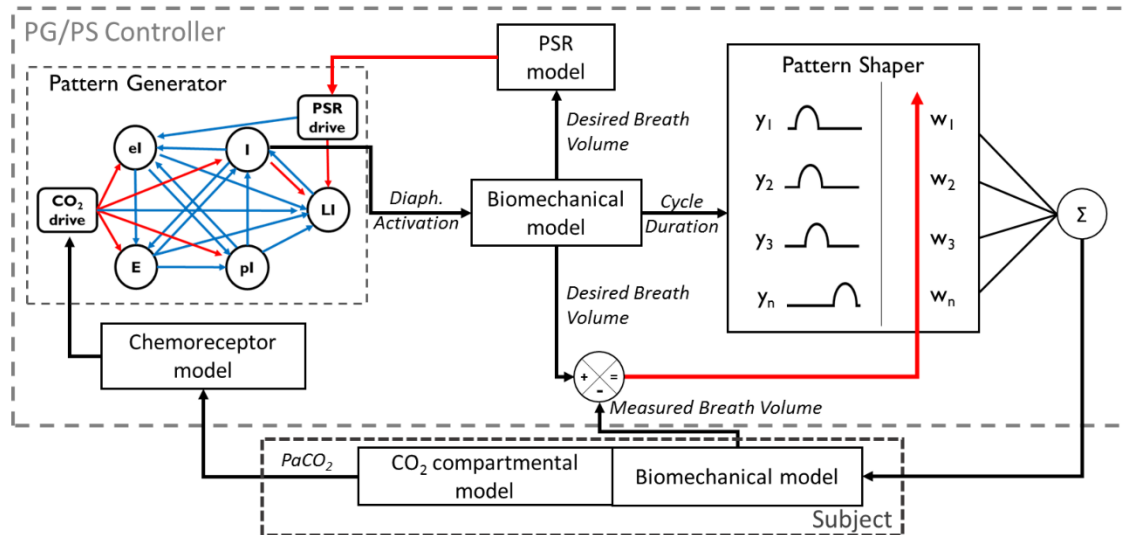 PG/PS Controller
Pattern Generator
PSR
drive
eI
I
CO₂
drive
LI
E
pI
Diaph.
Activation
PSR
model
Desired Breath
Volume
Biomechanical
model
Cycle
Duration
Desired Breath
Volume
Pattern Shaper
y₁
w₁
y₂
w₂
y₃
w₃
yₙ
wₙ
Σ
Chemoreceptor
model
+ =
-
Measured Breath Volume
PaCO₂
CO₂ compartmental
model
Biomechanical model
Subject